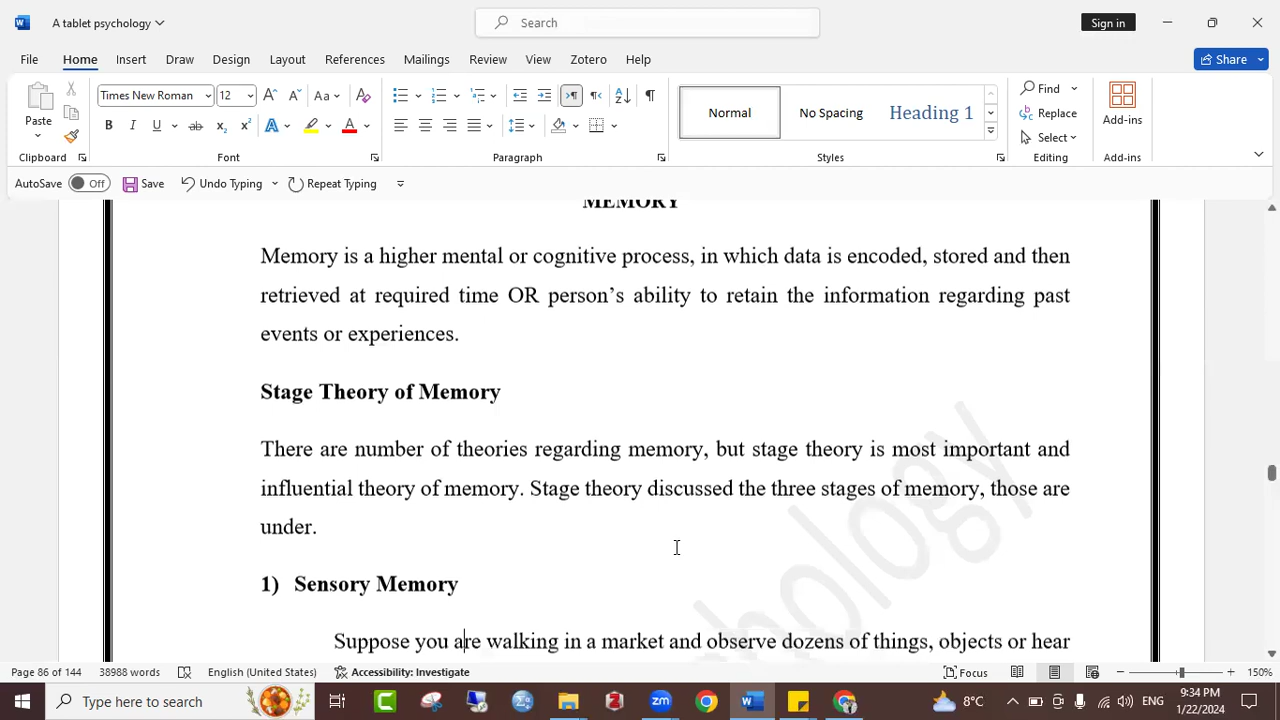 A tablet psychology
Search
Sign in
File Home Insert Draw Design Layout References Mailings Review View Zotero Help
Share
Times New Roman 12
Paste
Normal
No Spacing
Heading 1
Find
Replace
Select
Add-ins
Clipboard Font Paragraph Styles Editing Add-ins
AutoSave Off Save Undo Typing Repeat Typing
MEMORY
Memory is a higher mental or cognitive process, in which data is encoded, stored and then
retrieved at required time OR person’s ability to retain the information regarding past
events or experiences.
Stage Theory of Memory
There are number of theories regarding memory, but stage theory is most important and
influential theory of memory. Stage theory discussed the three stages of memory, those are
under.
1) Sensory Memory
Suppose you are walking in a market and observe dozens of things, objects or hear
Page 86 of 144 38988 words English (United States) Accessibility: Investigate Focus 150%
Type here to search
8°C ENG
9:34 PM
1/22/2024